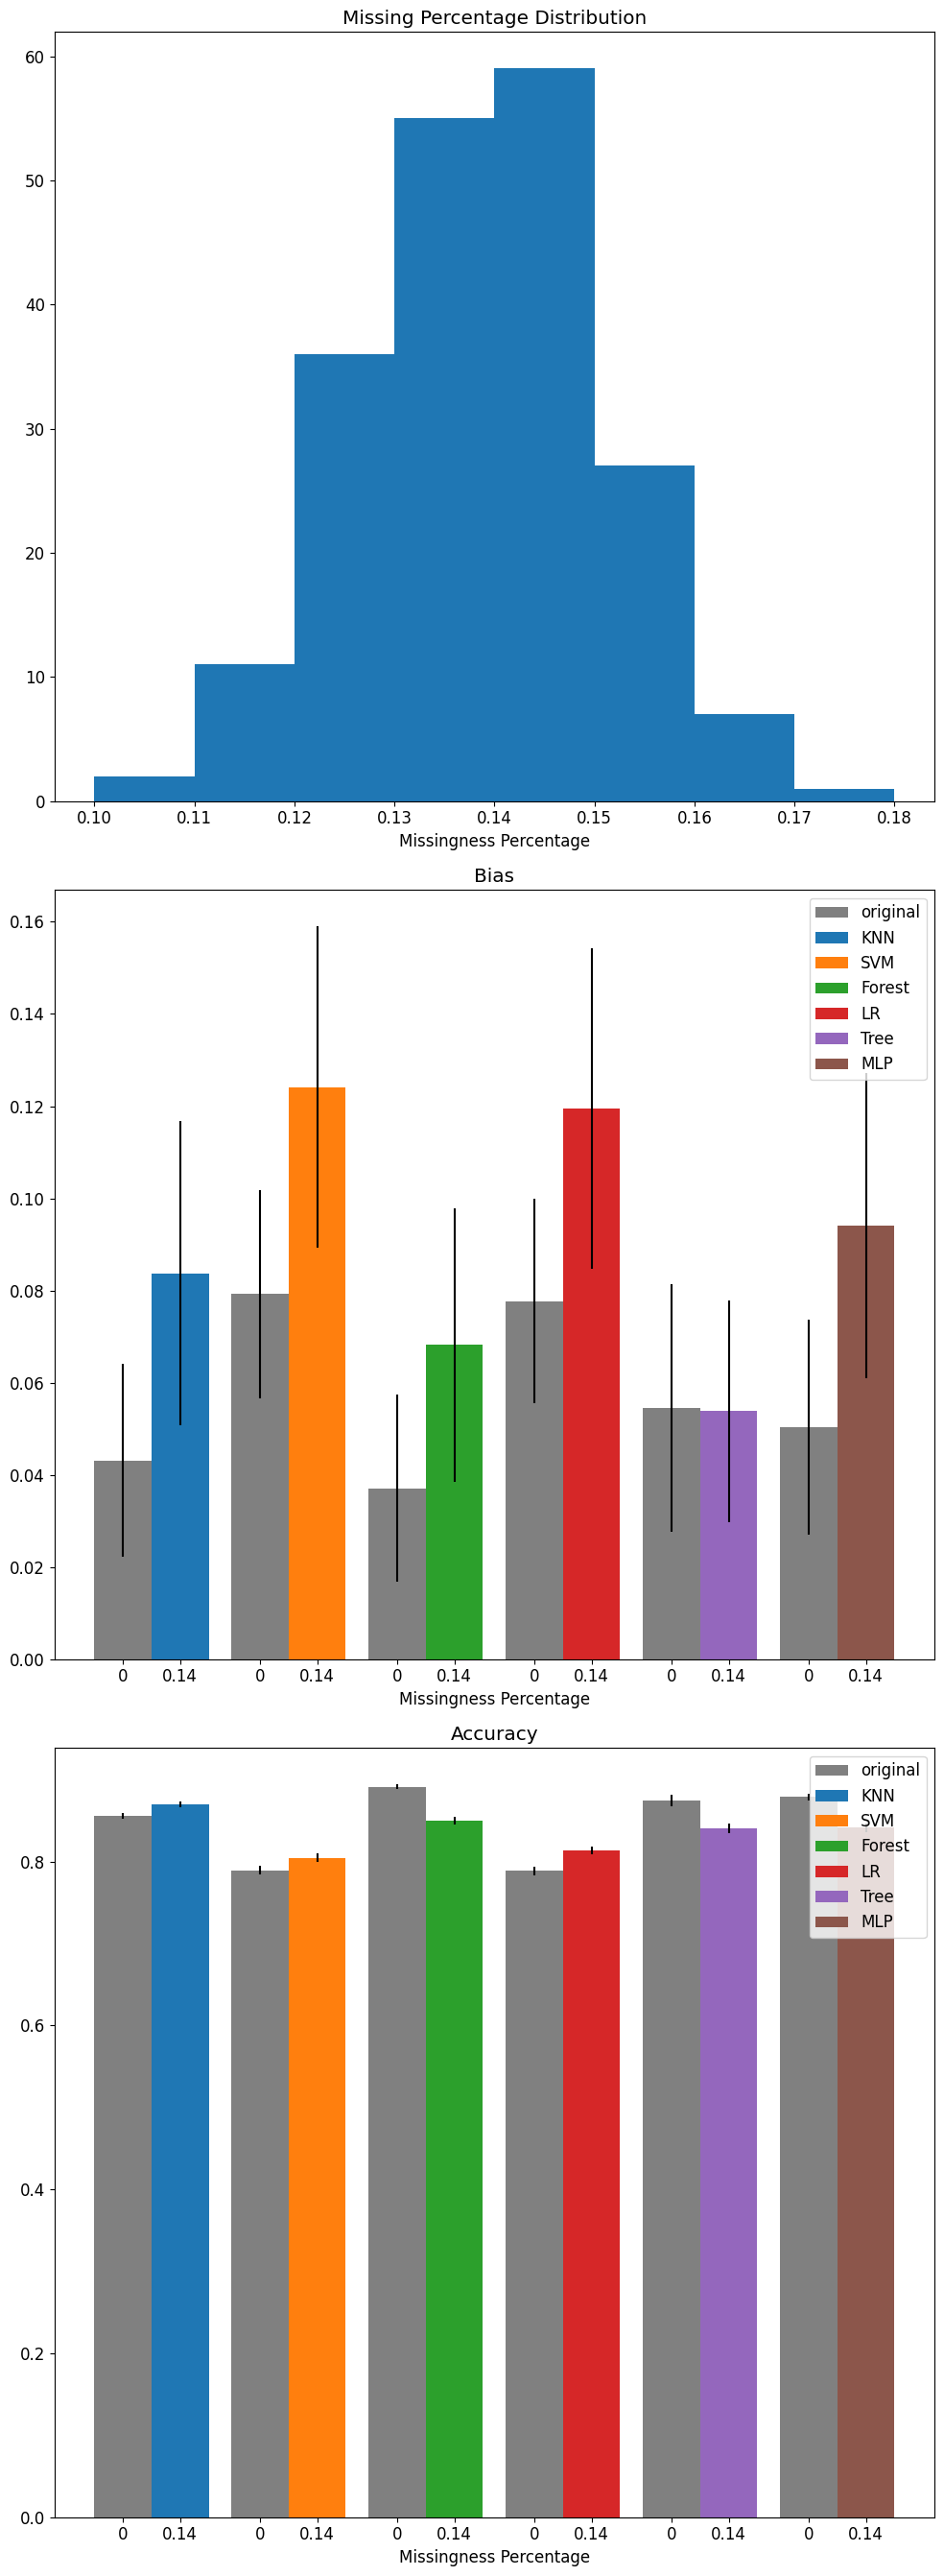 Missing Percentage Distribution
60
50
40
30
20
10
0
0.10 0.11 0.12 0.13 0.14 0.15 0.16 0.17 0.18
Missingness Percentage
Bias
0.16
0.14
0.12
0.10
0.08
0.06
0.04
0.02
0.00
original
KNN
SVM
Forest
LR
Tree
MLP
0 0.14 0 0.14 0 0.14 0 0.14 0 0.14 0 0.14
Missingness Percentage
Accuracy
0.8
0.6
0.4
0.2
0.0
original
KNN
SVM
Forest
LR
Tree
MLP
0 0.14 0 0.14 0 0.14 0 0.14 0 0.14 0 0.14
Missingness Percentage